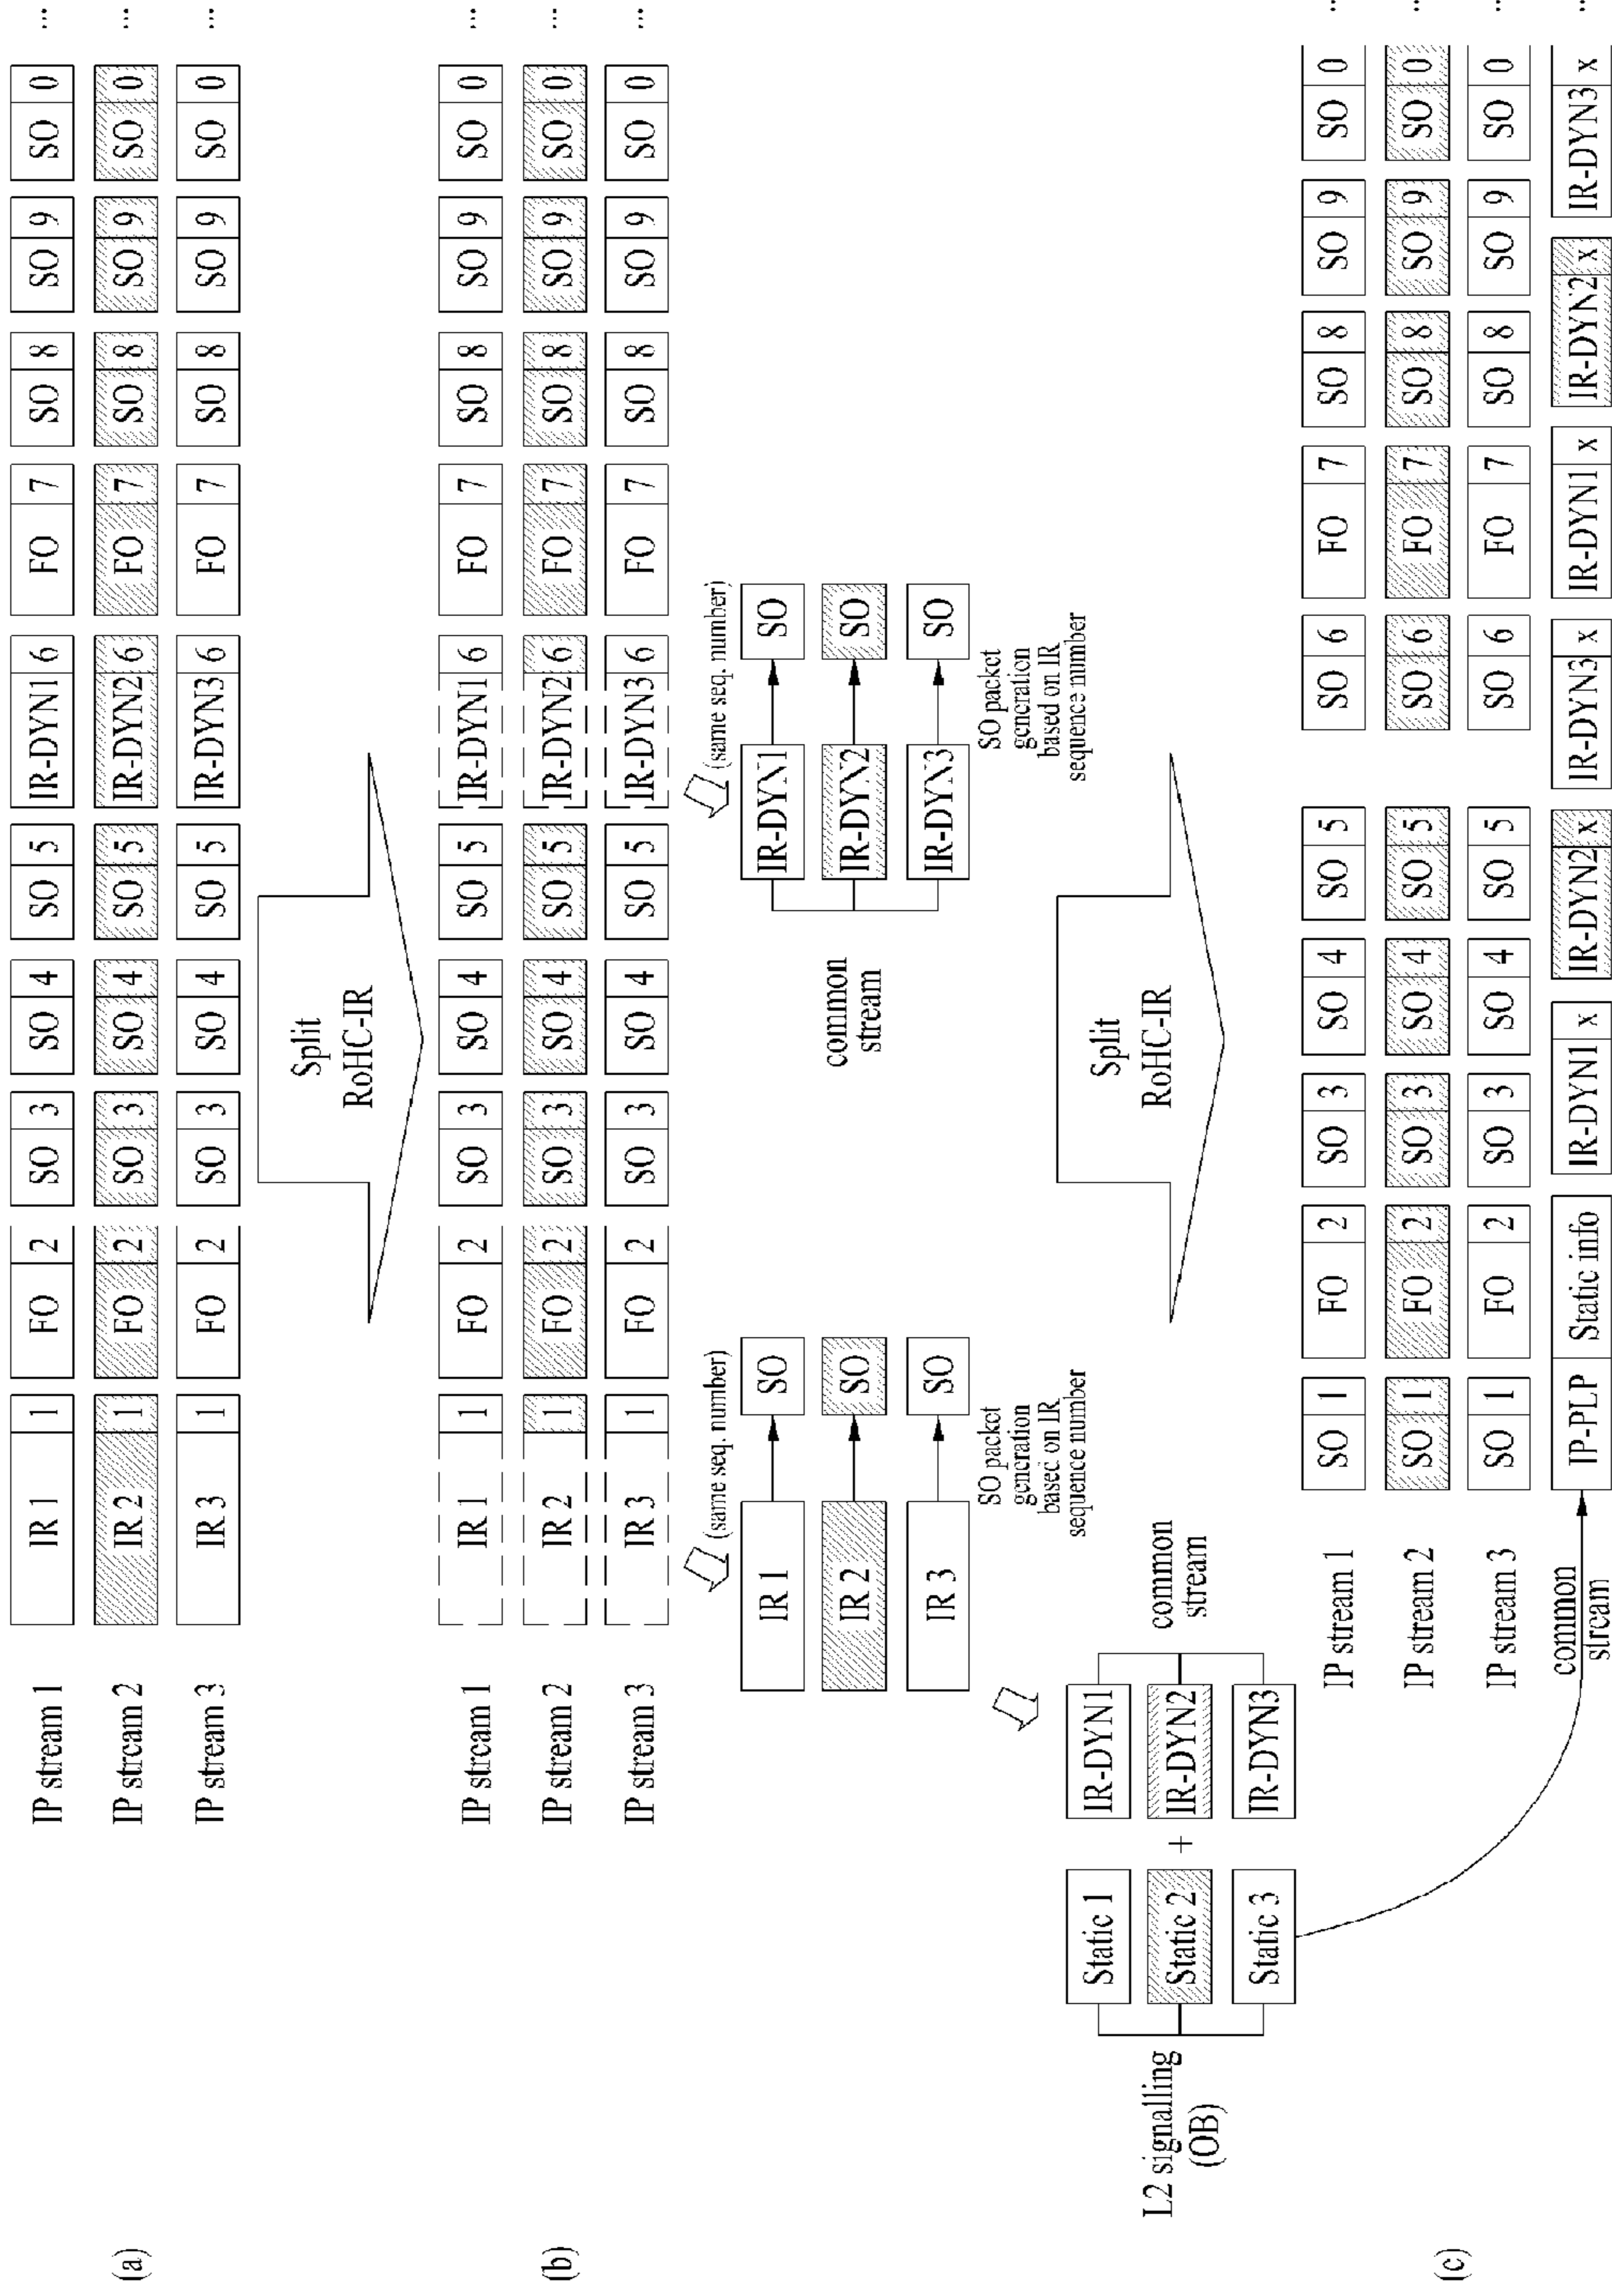 (a)
IP stream 1 IR 1 1 FO 2 SO 3 SO 4 SO 5 IR-DYN1 6 FO 7 SO 8 SO 9 SO 0 ...
IP stream 2 IR 2 1 FO 2 SO 3 SO 4 SO 5 IR-DYN2 6 FO 7 SO 8 SO 9 SO 0 ...
IP stream 3 IR 3 1 FO 2 SO 3 SO 4 SO 5 IR-DYN3 6 FO 7 SO 8 SO 9 SO 0 ...
Split
RoHC-IR
(b)
IP stream 1 IR 1 1 FO 2 SO 3 SO 4 SO 5 IR-DYN1 6 FO 7 SO 8 SO 9 SO 0 ...
IP stream 2 IR 2 1 FO 2 SO 3 SO 4 SO 5 IR-DYN2 6 FO 7 SO 8 SO 9 SO 0 ...
IP stream 3 IR 3 1 FO 2 SO 3 SO 4 SO 5 IR-DYN3 6 FO 7 SO 8 SO 9 SO 0 ...
(same seq. number)
IR 1 SO
IR 2 SO
IR 3 SO
SO packet
generation
based on IR
sequence number
(same seq. number)
common
stream
IR-DYN1 SO
IR-DYN2 SO
IR-DYN3 SO
SO packet
generation
based on IR
sequence number
L2 signalling
(OB)
Static 1 IR-DYN1
Static 2 + IR-DYN2
Static 3 IR-DYN3
common
stream
Split
RoHC-IR
(c)
IP stream 1 SO 1 FO 2 SO 3 SO 4 SO 5 SO 6 FO 7 SO 8 SO 9 SO 0 ...
IP stream 2 SO 1 FO 2 SO 3 SO 4 SO 5 SO 6 FO 7 SO 8 SO 9 SO 0 ...
IP stream 3 SO 1 FO 2 SO 3 SO 4 SO 5 SO 6 FO 7 SO 8 SO 9 SO 0 ...
common
stream
IP-PLP Static info IR-DYN1 x IR-DYN2 x IR-DYN3 x IR-DYN1 x IR-DYN2 x IR-DYN3 x ...